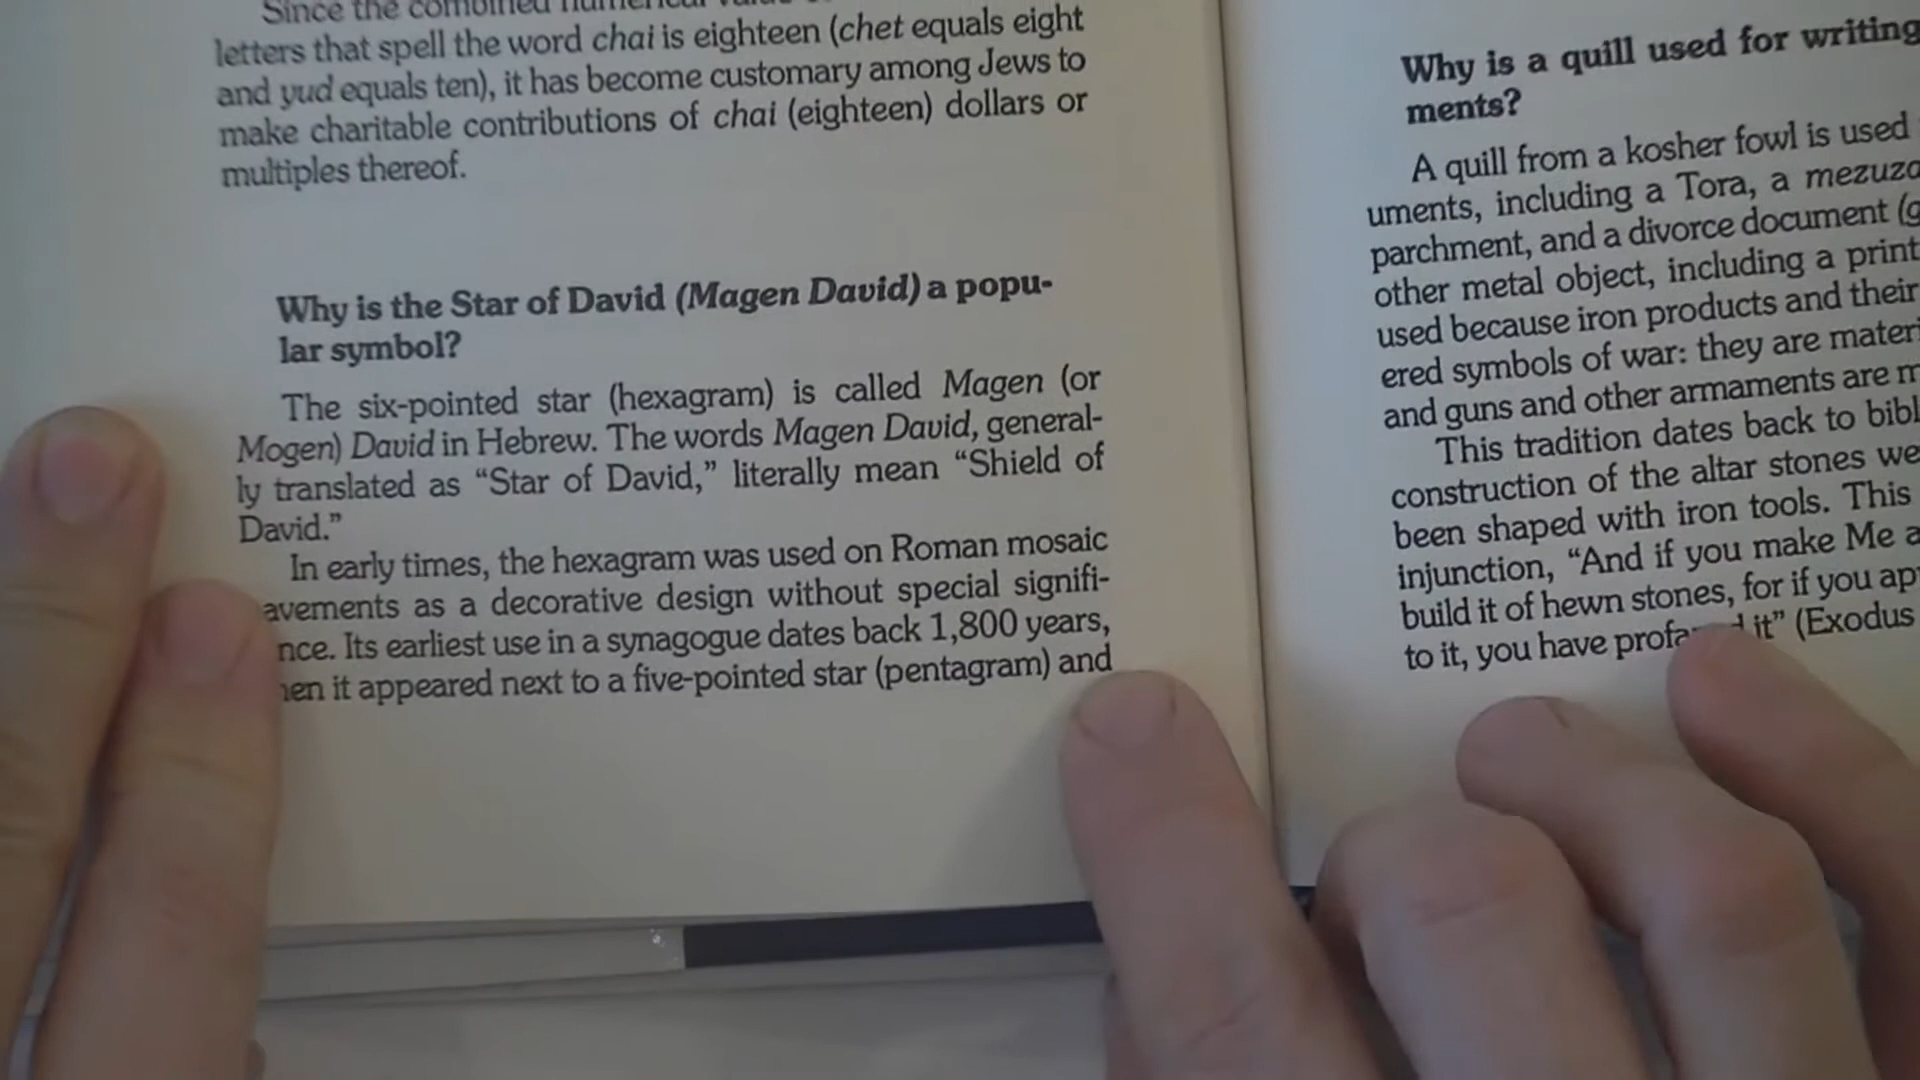 Since the combined numerical value
letters that spell the word chai is eighteen (chet equals eight
and yud equals ten), it has become customary among Jews to
make charitable contributions of chai (eighteen) dollars or
multiples thereof.
Why is the Star of David (Magen David) a popu-
lar symbol?
The six-pointed star (hexagram) is called Magen (or
Mogen) David in Hebrew. The words Magen David, general-
ly translated as “Star of David,” literally mean “Shield of
David.”
In early times, the hexagram was used on Roman mosaic
avements as a decorative design without special signifi-
nce. Its earliest use in a synagogue dates back 1,800 years,
hen it appeared next to a five-pointed star (pentagram) and
Why is a quill used for writing
ments?
A quill from a kosher fowl is used
uments, including a Tora, a
parchment, and a divorce document
other metal object, including a print
used because iron products and their
ered symbols of war: they are
and guns and other armaments are
This tradition dates back to
construction of the altar stones
been shaped with iron tools. This
injunction, “And if you make Me
build it of hewn stones, for if you
to it, you have it” (Exodus